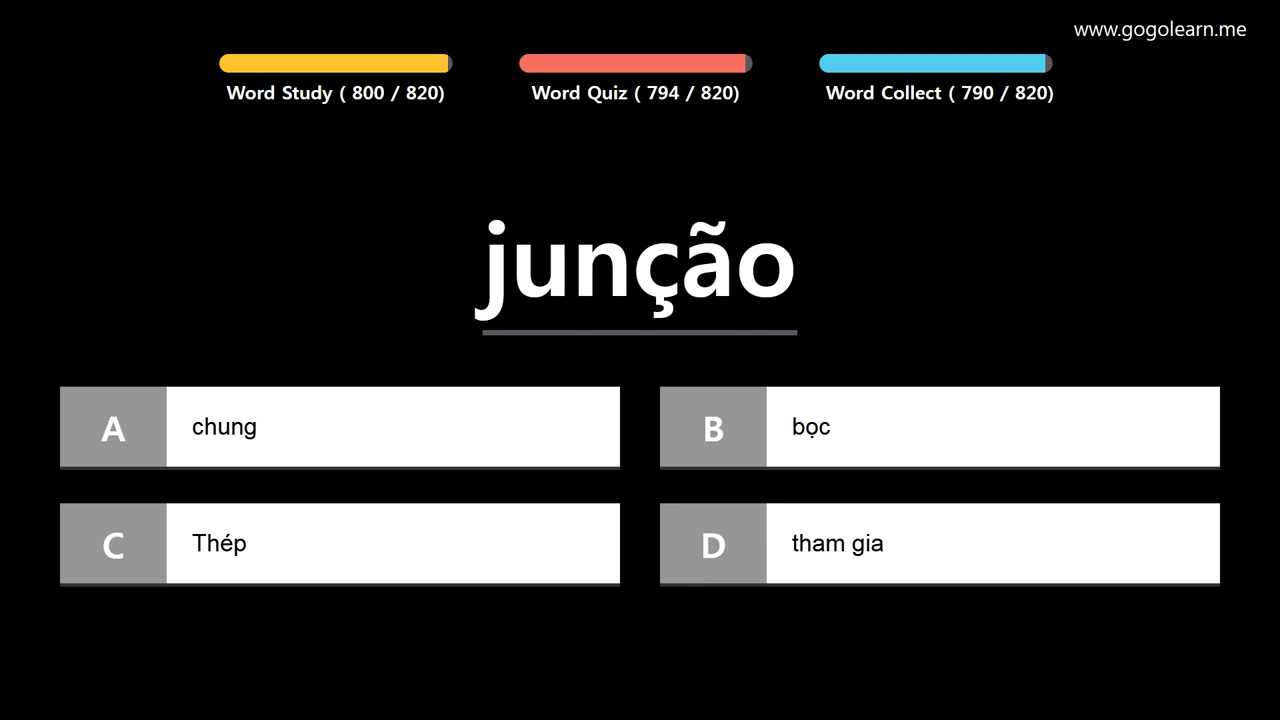 www.gogolearn.me
Word Study ( 800 / 820)
Word Quiz ( 794 / 820)
Word Collect ( 790 / 820)
junção
A chung
B bọc
C Thép
D tham gia